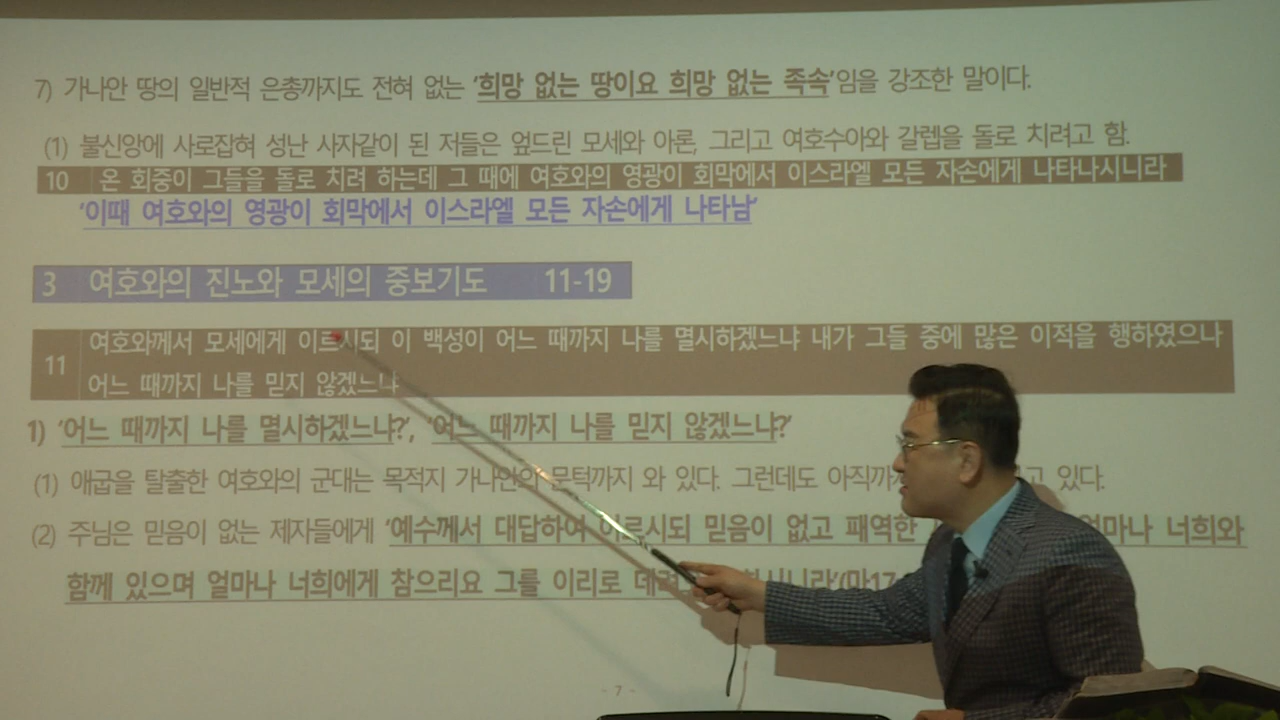 7) 가나안 땅의 일반적 은총까지도 전혀 없는 '희망 없는 땅이요 희망 없는 족속'임을 강조한 말이다.
(1) 불신앙에 사로잡혀 성난 사자같이 된 저들은 엎드린 모세와 아론, 그리고 여호수아와 갈렙을 돌로 치려고 함.
10 온 회중이 그들을 돌로 치려 하는데 그 때에 여호와의 영광이 회막에서 이스라엘 모든 자손에게 나타나시니라
'이때 여호와의 영광이 회막에서 이스라엘 모든 자손에게 나타남'
3 여호와의 진노와 모세의 중보기도 11-19
11 여호와께서 모세에게 이르시되 이 백성이 어느 때까지 나를 멸시하겠느냐 내가 그들 중에 많은 이적을 행하였으나
어느 때까지 나를 믿지 않겠느냐
1) '어느 때까지 나를 멸시하겠느냐?', '어느 때까지 나를 믿지 않겠느냐?'
(1) 애굽을 탈출한 여호와의 군대는 목적지 가나안의 문턱까지 와 있다. 그런데도 아직까 고 있다.
(2) 주님은 믿음이 없는 제자들에게 '예수께서 대답하여 이르시되 믿음이 없고 패역한 얼마나 너희와
함께 있으며 얼마나 너희에게 참으리요 그를 이리로 데려 하시니라'(마17
- 7 -